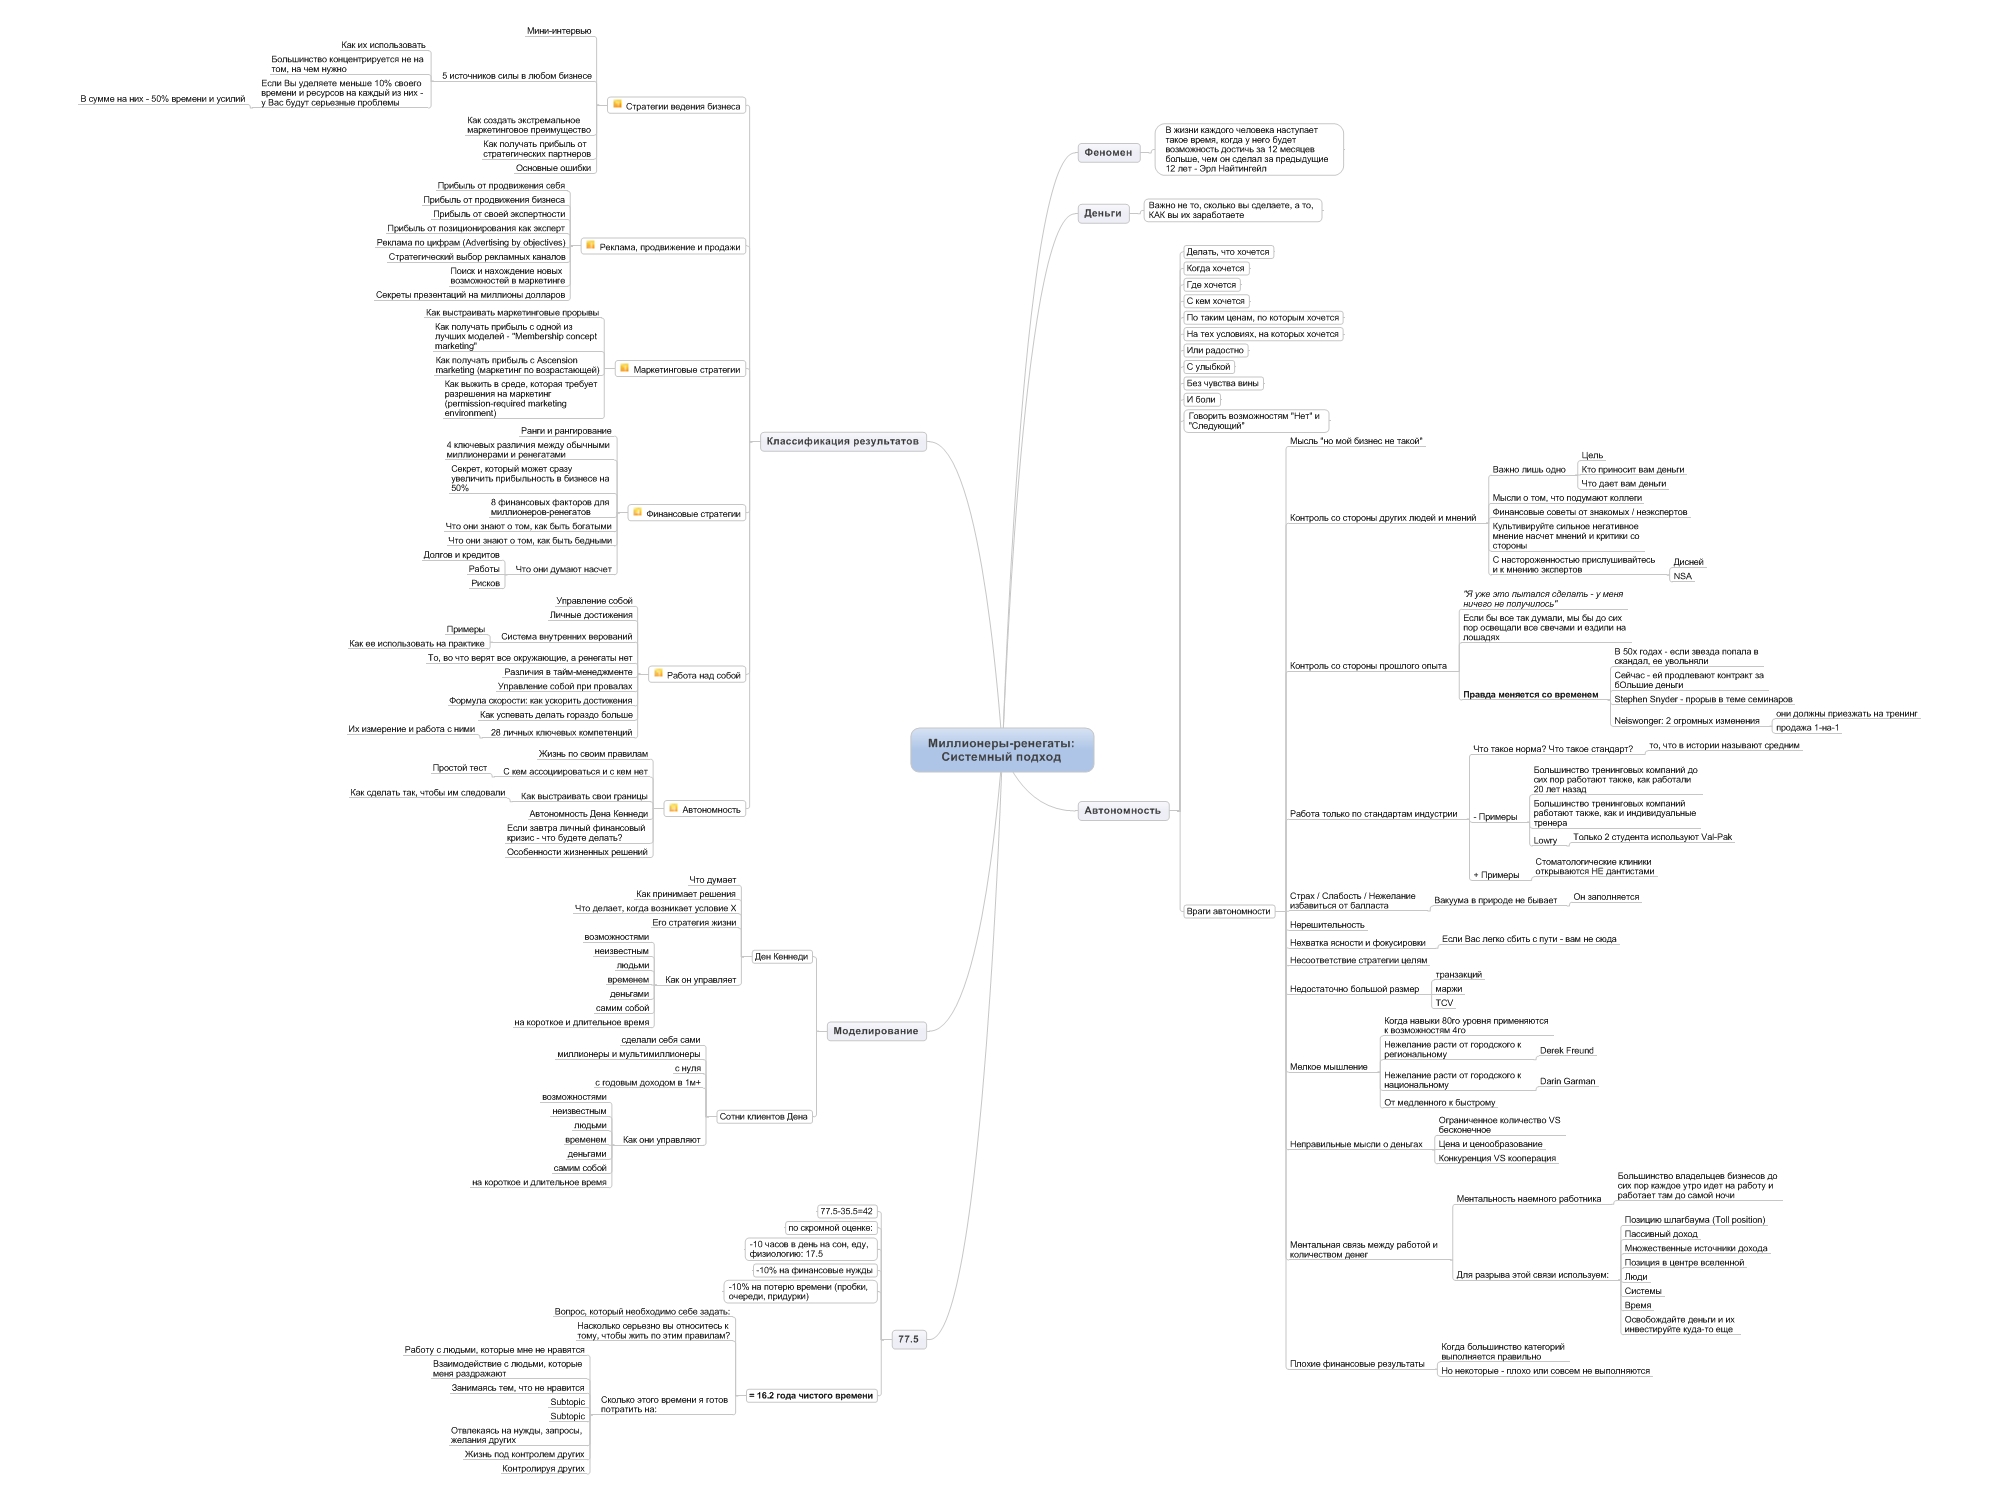 Миллионеры-ренегаты:
Системный подход
Феномен
В жизни каждого человека наступает
такое время, когда у него будет
возможность достичь за 12 месяцев
больше, чем он сделал за предыдущие
12 лет - Эрл Найтингейл
Деньги
Важно не то, сколько вы сделаете, а то,
КАК вы их заработаете
Автономность
Делать, что хочется
Когда хочется
Где хочется
С кем хочется
По таким ценам, по которым хочется
На тех условиях, на которых хочется
Или радостно
С улыбкой
Без чувства вины
И боли
Говорить возможностям "Нет" и
"Следующий"
Враги автономности
Мысль "но мой бизнес не такой"
Контроль со стороны других людей и мнений
Важно лишь одно
Цель
Кто приносит вам деньги
Что дает вам деньги
Мысли о том, что подумают коллеги
Финансовые советы от знакомых / неэкспертов
Культивируйте сильное негативное
мнение насчет мнений и критики со
стороны
С настороженностью прислушивайтесь
и к мнению экспертов
Дисней
NSA
Контроль со стороны прошлого опыта
"Я уже это пытался сделать - у меня
ничего не получилось"
Если бы все так думали, мы бы до сих
пор освещали все свечами и ездили на
лошадях
Правда меняется со временем
В 50х годах - если звезда попала в
скандал, ее увольняли
Сейчас - ей продлевают контракт за
бОльшие деньги
Stephen Snyder - прорыв в теме семинаров
Neiswonger: 2 огромных изменения
они должны приезжать на тренинг
продажа 1-на-1
Работа только по стандартам индустрии
Что такое норма? Что такое стандарт?
то, что в истории называют средним
- Примеры
Большинство тренинговых компаний до
сих пор работают также, как работали
20 лет назад
Большинство тренинговых компаний
работают также, как и индивидуальные
тренера
Lowry
Только 2 студента используют Val-Pak
+ Примеры
Стоматологические клиники
открываются НЕ дантистами
Страх / Слабость / Нежелание
избавиться от балласта
Вакуума в природе не бывает
Он заполняется
Нерешительность
Нехватка ясности и фокусировки
Если Вас легко сбить с пути - вам не сюда
Несоответствие стратегии целям
Недостаточно большой размер
транзакций
маржи
TCV
Мелкое мышление
Когда навыки 80го уровня применяются
к возможностям 4го
Нежелание расти от городского к
региональному
Derek Freund
Нежелание расти от городского к
национальному
Darin Garman
От медленного к быстрому
Неправильные мысли о деньгах
Ограниченное количество VS
бесконечное
Цена и ценообразование
Конкуренция VS кооперация
Ментальная связь между работой и
количеством денег
Ментальность наемного работника
Большинство владельцев бизнесов до
сих пор каждое утро идет на работу и
работает там до самой ночи
Для разрыва этой связи используем:
Позицию шлагбаума (Toll position)
Пассивный доход
Множественные источники дохода
Позиция в центре вселенной
Люди
Системы
Время
Освобождайте деньги и их
инвестируйте куда-то еще
Плохие финансовые результаты
Когда большинство категорий
выполняется правильно
Но некоторые - плохо или совсем не выполняются
Классификация результатов
Стратегии ведения бизнеса
Мини-интервью
5 источников силы в любом бизнесе
Как их использовать
Большинство концентрируется не на
том, на чем нужно
Если Вы уделяете меньше 10% своего
времени и ресурсов на каждый из них -
у Вас будут серьезные проблемы
В сумме на них - 50% времени и усилий
Как создать экстремальное
маркетинговое преимущество
Как получать прибыль от
стратегических партнеров
Основные ошибки
Реклама, продвижение и продажи
Прибыль от продвижения себя
Прибыль от продвижения бизнеса
Прибыль от своей экспертности
Прибыль от позиционирования как эксперт
Реклама по цифрам (Advertising by objectives)
Стратегический выбор рекламных каналов
Поиск и нахождение новых
возможностей в маркетинге
Секреты презентаций на миллионы долларов
Маркетинговые стратегии
Как выстраивать маркетинговые прорывы
Как получать прибыль с одной из
лучших моделей - "Membership concept
marketing"
Как получать прибыль с Ascension
marketing (маркетинг по возрастающей)
Как выжить в среде, которая требует
разрешения на маркетинг
(permission-required marketing
environment)
Финансовые стратегии
Ранги и рангирование
4 ключевых различия между обычными
миллионерами и ренегатами
Секрет, который может сразу
увеличить прибыльность в бизнесе на
50%
8 финансовых факторов для
миллионеров-ренегатов
Что они знают о том, как быть богатыми
Что они знают о том, как быть бедными
Что они думают насчет
Долгов и кредитов
Работы
Рисков
Работа над собой
Управление собой
Личные достижения
Система внутренних верований
Примеры
Как ее использовать на практике
То, во что верят все окружающие, а ренегаты нет
Различия в тайм-менеджменте
Управление собой при провалах
Формула скорости: как ускорить достижения
Как успевать делать гораздо больше
28 личных ключевых компетенций
Их измерение и работа с ними
Автономность
Жизнь по своим правилам
С кем ассоциироваться и с кем нет
Простой тест
Как выстраивать свои границы
Как сделать так, чтобы им следовали
Автономность Дена Кеннеди
Если завтра личный финансовый
кризис - что будете делать?
Особенности жизненных решений
Моделирование
Ден Кеннеди
Что думает
Как принимает решения
Что делает, когда возникает условие X
Его стратегия жизни
Как он управляет
возможностями
неизвестным
людьми
временем
деньгами
самим собой
на короткое и длительное время
Сотни клиентов Дена
сделали себя сами
миллионеры и мультимиллионеры
с нуля
с годовым доходом в 1м+
Как они управляют
возможностями
неизвестным
людьми
временем
деньгами
самим собой
на короткое и длительное время
77.5
77.5-35.5=42
по скромной оценке:
-10 часов в день на сон, еду,
физиологию: 17.5
-10% на финансовые нужды
-10% на потерю времени (пробки,
очереди, придурки)
= 16.2 года чистого времени
Вопрос, который необходимо себе задать:
Насколько серьезно вы относитесь к
тому, чтобы жить по этим правилам?
Сколько этого времени я готов
потратить на:
Работу с людьми, которые мне не нравятся
Взаимодействие с людьми, которые
меня раздражают
Занимаясь тем, что не нравится
Subtopic
Subtopic
Отвлекаясь на нужды, запросы,
желания других
Жизнь под контролем других
Контролируя других